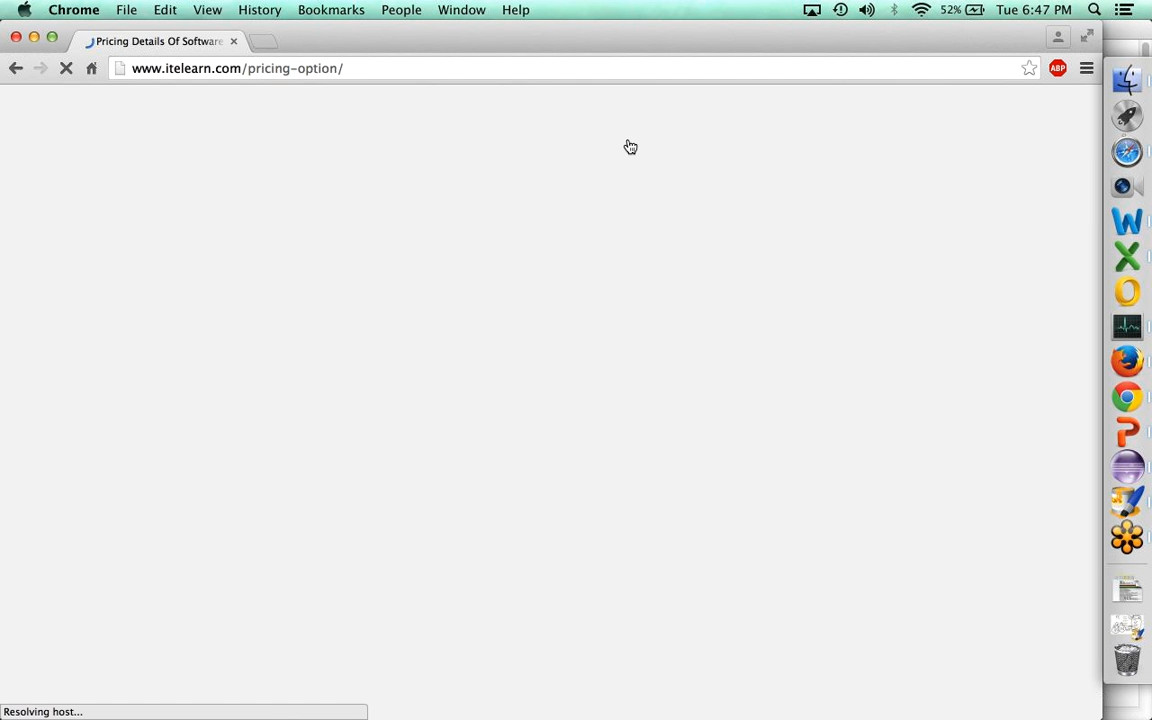 Chrome File Edit View History Bookmarks People Window Help 52% Tue 6:47 PM
Pricing Details Of Software
www.itelearn.com/pricing-option/
ABP
Resolving host...